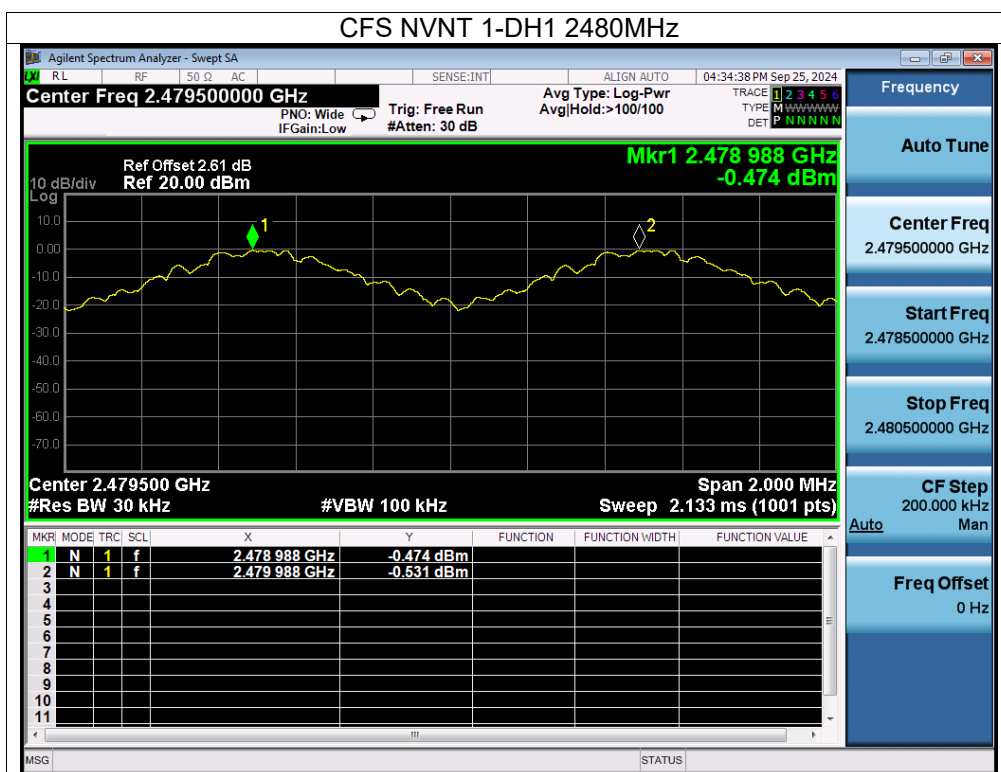 CFS NVNT 1-DH1 2480MHz
Agilent Spectrum Analyzer - Swept SA
LXI RL RF 50 Ω AC SENSE:INT ALIGN AUTO 04:34:38 PM Sep 25, 2024
Center Freq 2.479500000 GHz
PNO: Wide
IFGain:Low
Trig: Free Run
#Atten: 30 dB
Avg Type: Log-Pwr
Avg|Hold:>100/100
TRACE 1 2 3 4 5 6
TYPE M WWWWW
DET P N N N N N
Mkr1 2.478 988 GHz
-0.474 dBm
Ref Offset 2.61 dB
10 dB/div Ref 20.00 dBm
Log
10.0
0.00
-10.0
-20.0
-30.0
-40.0
-50.0
-60.0
-70.0
1
2
Center 2.479500 GHz Span 2.000 MHz
#Res BW 30 kHz #VBW 100 kHz Sweep 2.133 ms (1001 pts)
MKR MODE TRC SCL X Y FUNCTION FUNCTION WIDTH FUNCTION VALUE
1 N 1 f 2.478 988 GHz -0.474 dBm
2 N 1 f 2.479 988 GHz -0.531 dBm
3
4
5
6
7
8
9
10
11
MSG STATUS
Frequency
Auto Tune
Center Freq
2.479500000 GHz
Start Freq
2.478500000 GHz
Stop Freq
2.480500000 GHz
CF Step
200.000 kHz
Auto Man
Freq Offset
0 Hz